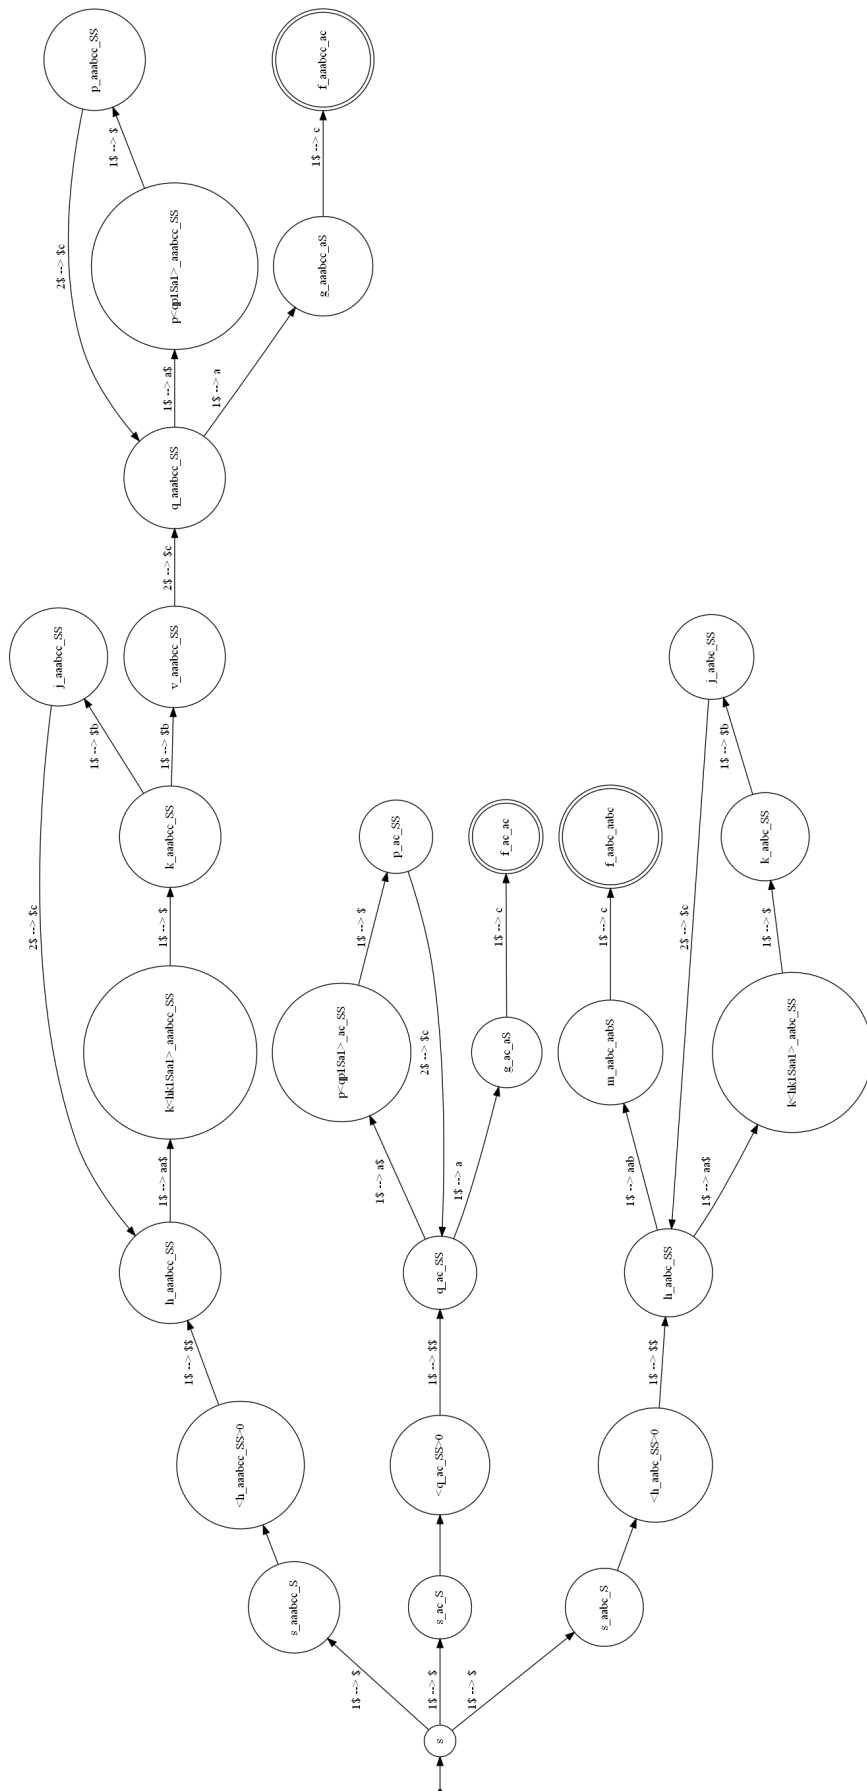 p_aaabcc_SS
f_aaabcc_ac
1$ --> $
1$ --> c
2$ --> $c
p<qp1Sa1>_aaabcc_SS
g_aaabcc_aS
1$ --> a$
1$ --> a
q_aaabcc_SS
2$ --> $c
j_aaabcc_SS
v_aaabcc_SS
j_aabc_SS
1$ --> $b
1$ --> $b
1$ --> $b
k_aaabcc_SS
p_ac_SS
f_ac_ac
f_aabc_aabc
k_aabc_SS
2$ --> $c
1$ --> $
1$ --> $
1$ --> c
1$ --> c
2$ --> $c
1$ --> $
k<hk1Saa1>_aaabcc_SS
p<qp1Sa1>_ac_SS
2$ --> $c
g_ac_aS
m_aabc_aabS
k<hk1Saa1>_aabc_SS
1$ --> aa$
1$ --> a$
1$ --> a
1$ --> aab
1$ --> aa$
h_aaabcc_SS
q_ac_SS
h_aabc_SS
1$ --> $$
1$ --> $$
1$ --> $$
<h_aaabcc_SS>0
<q_ac_SS>0
<h_aabc_SS>0
s_aaabcc_S
s_ac_S
s_aabc_S
1$ --> $
1$ --> $
1$ --> $
s